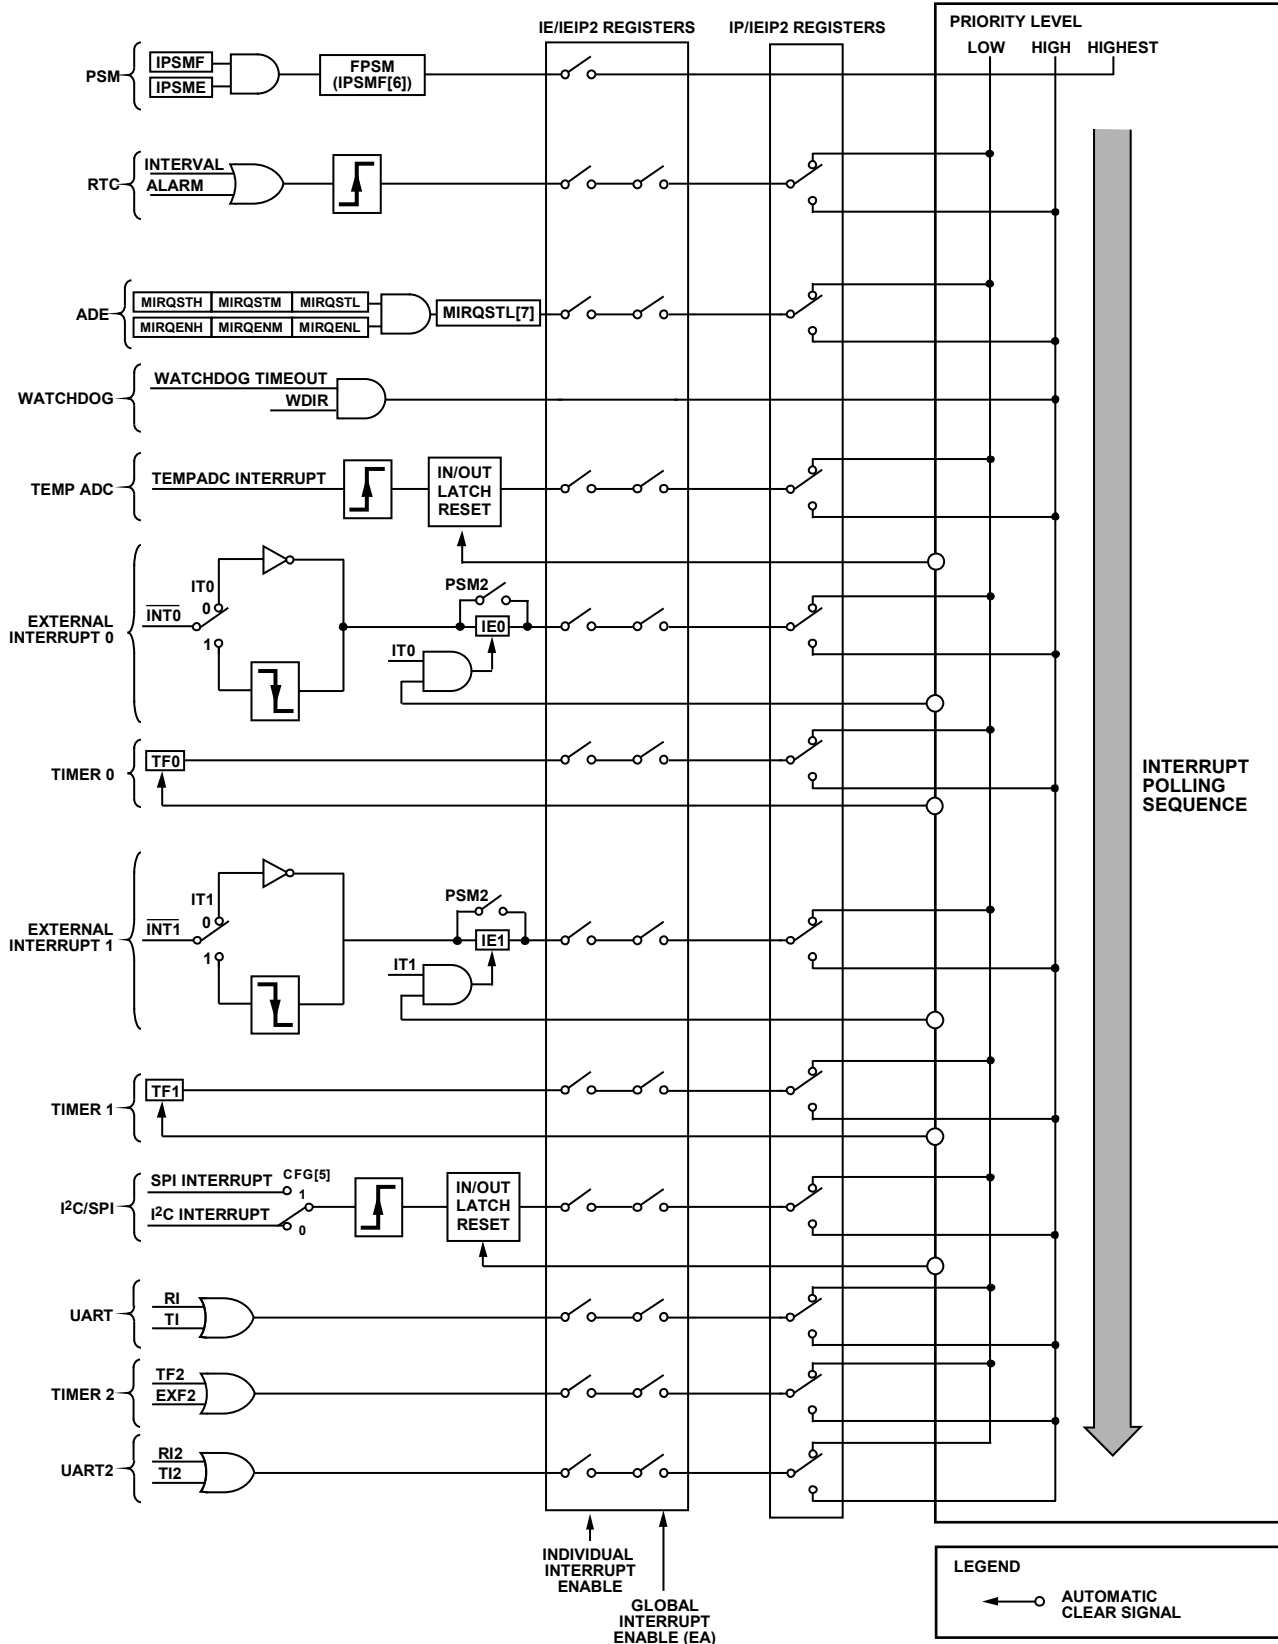 IE/IEIP2 REGISTERS
IP/IEIP2 REGISTERS
PRIORITY LEVEL
LOW HIGH HIGHEST
PSM
IPSMF
IPSME
FPSM
(IPSMF[6])
RTC
INTERVAL
ALARM
ADE
MIRQSTH MIRQSTM MIRQSTL
MIRQENH MIRQENM MIRQENL
MIRQSTL[7]
WATCHDOG
WATCHDOG TIMEOUT
WDIR
TEMP ADC
TEMPADC INTERRUPT
IN/OUT
LATCH
RESET
EXTERNAL
INTERRUPT 0
INT0
IT0
0
1
PSM2
IE0
IT0
TIMER 0
TF0
INTERRUPT
POLLING
SEQUENCE
EXTERNAL
INTERRUPT 1
INT1
IT1
0
1
PSM2
IE1
IT1
TIMER 1
TF1
I2C/SPI
SPI INTERRUPT
I2C INTERRUPT
CFG[5]
1
0
IN/OUT
LATCH
RESET
UART
RI
TI
TIMER 2
TF2
EXF2
UART2
RI2
TI2
INDIVIDUAL
INTERRUPT
ENABLE
GLOBAL
INTERRUPT
ENABLE (EA)
LEGEND
AUTOMATIC
CLEAR SIGNAL